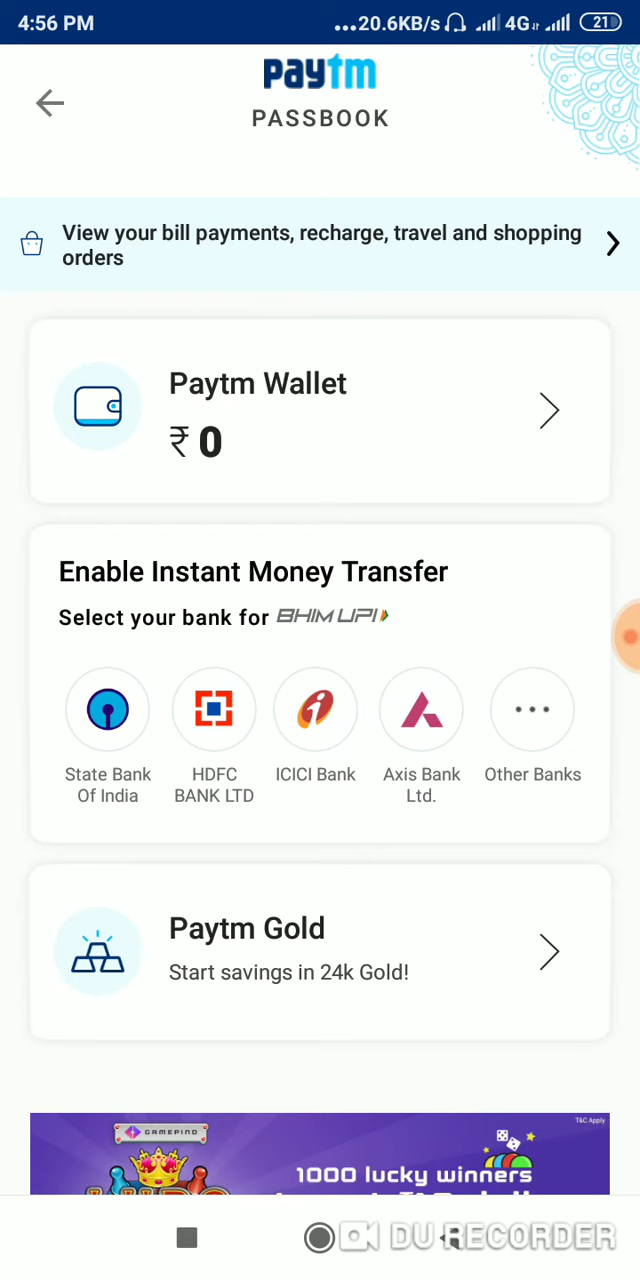 4:56 PM
...20.6KB/s 4G 21
paytm
PASSBOOK
View your bill payments, recharge, travel and shopping
orders
Paytm Wallet
₹ 0
Enable Instant Money Transfer
Select your bank for BHIM UPI
State Bank
Of India
HDFC
BANK LTD
ICICI Bank
Axis Bank
Ltd.
Other Banks
Paytm Gold
Start savings in 24k Gold!
T&C Apply
GAMEPIND
1000 lucky winners
DU RECORDER